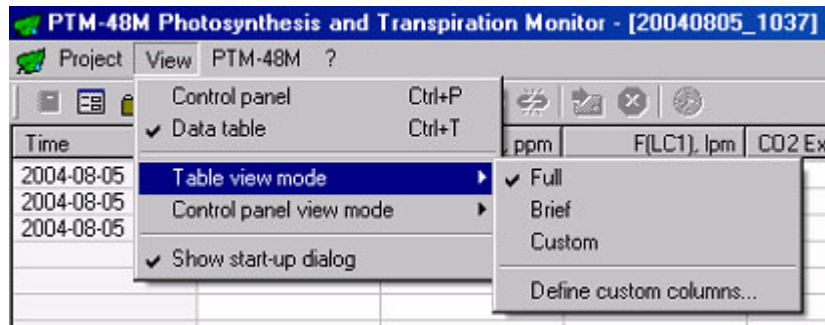 PTM-48M Photosynthesis and Transpiration Monitor - [20040805_1037]
Project View PTM-48M ?
Control panel Ctrl+P
Data table Ctrl+T
Time , ppm F(LC1), lpm CO2 Ex
2004-08-05
2004-08-05
2004-08-05
Table view mode
Control panel view mode
Show start-up dialog
Full
Brief
Custom
Define custom columns...